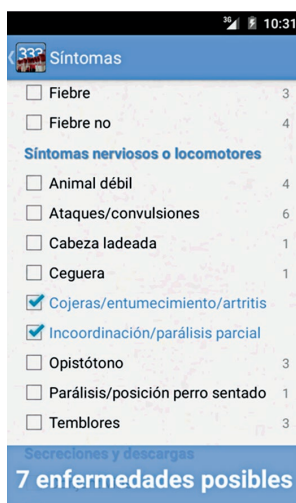 3G 10:31
333 Síntomas
Fiebre 3
Fiebre no 4
Síntomas nerviosos o locomotores
Animal débil 4
Ataques/convulsiones 6
Cabeza ladeada 1
Ceguera 1
Cojeras/entumecimiento/artritis
Incoordinación/parálisis parcial
Opistótono 3
Parálisis/posición perro sentado 1
Temblores 3
Secreciones y descargas
7 enfermedades posibles